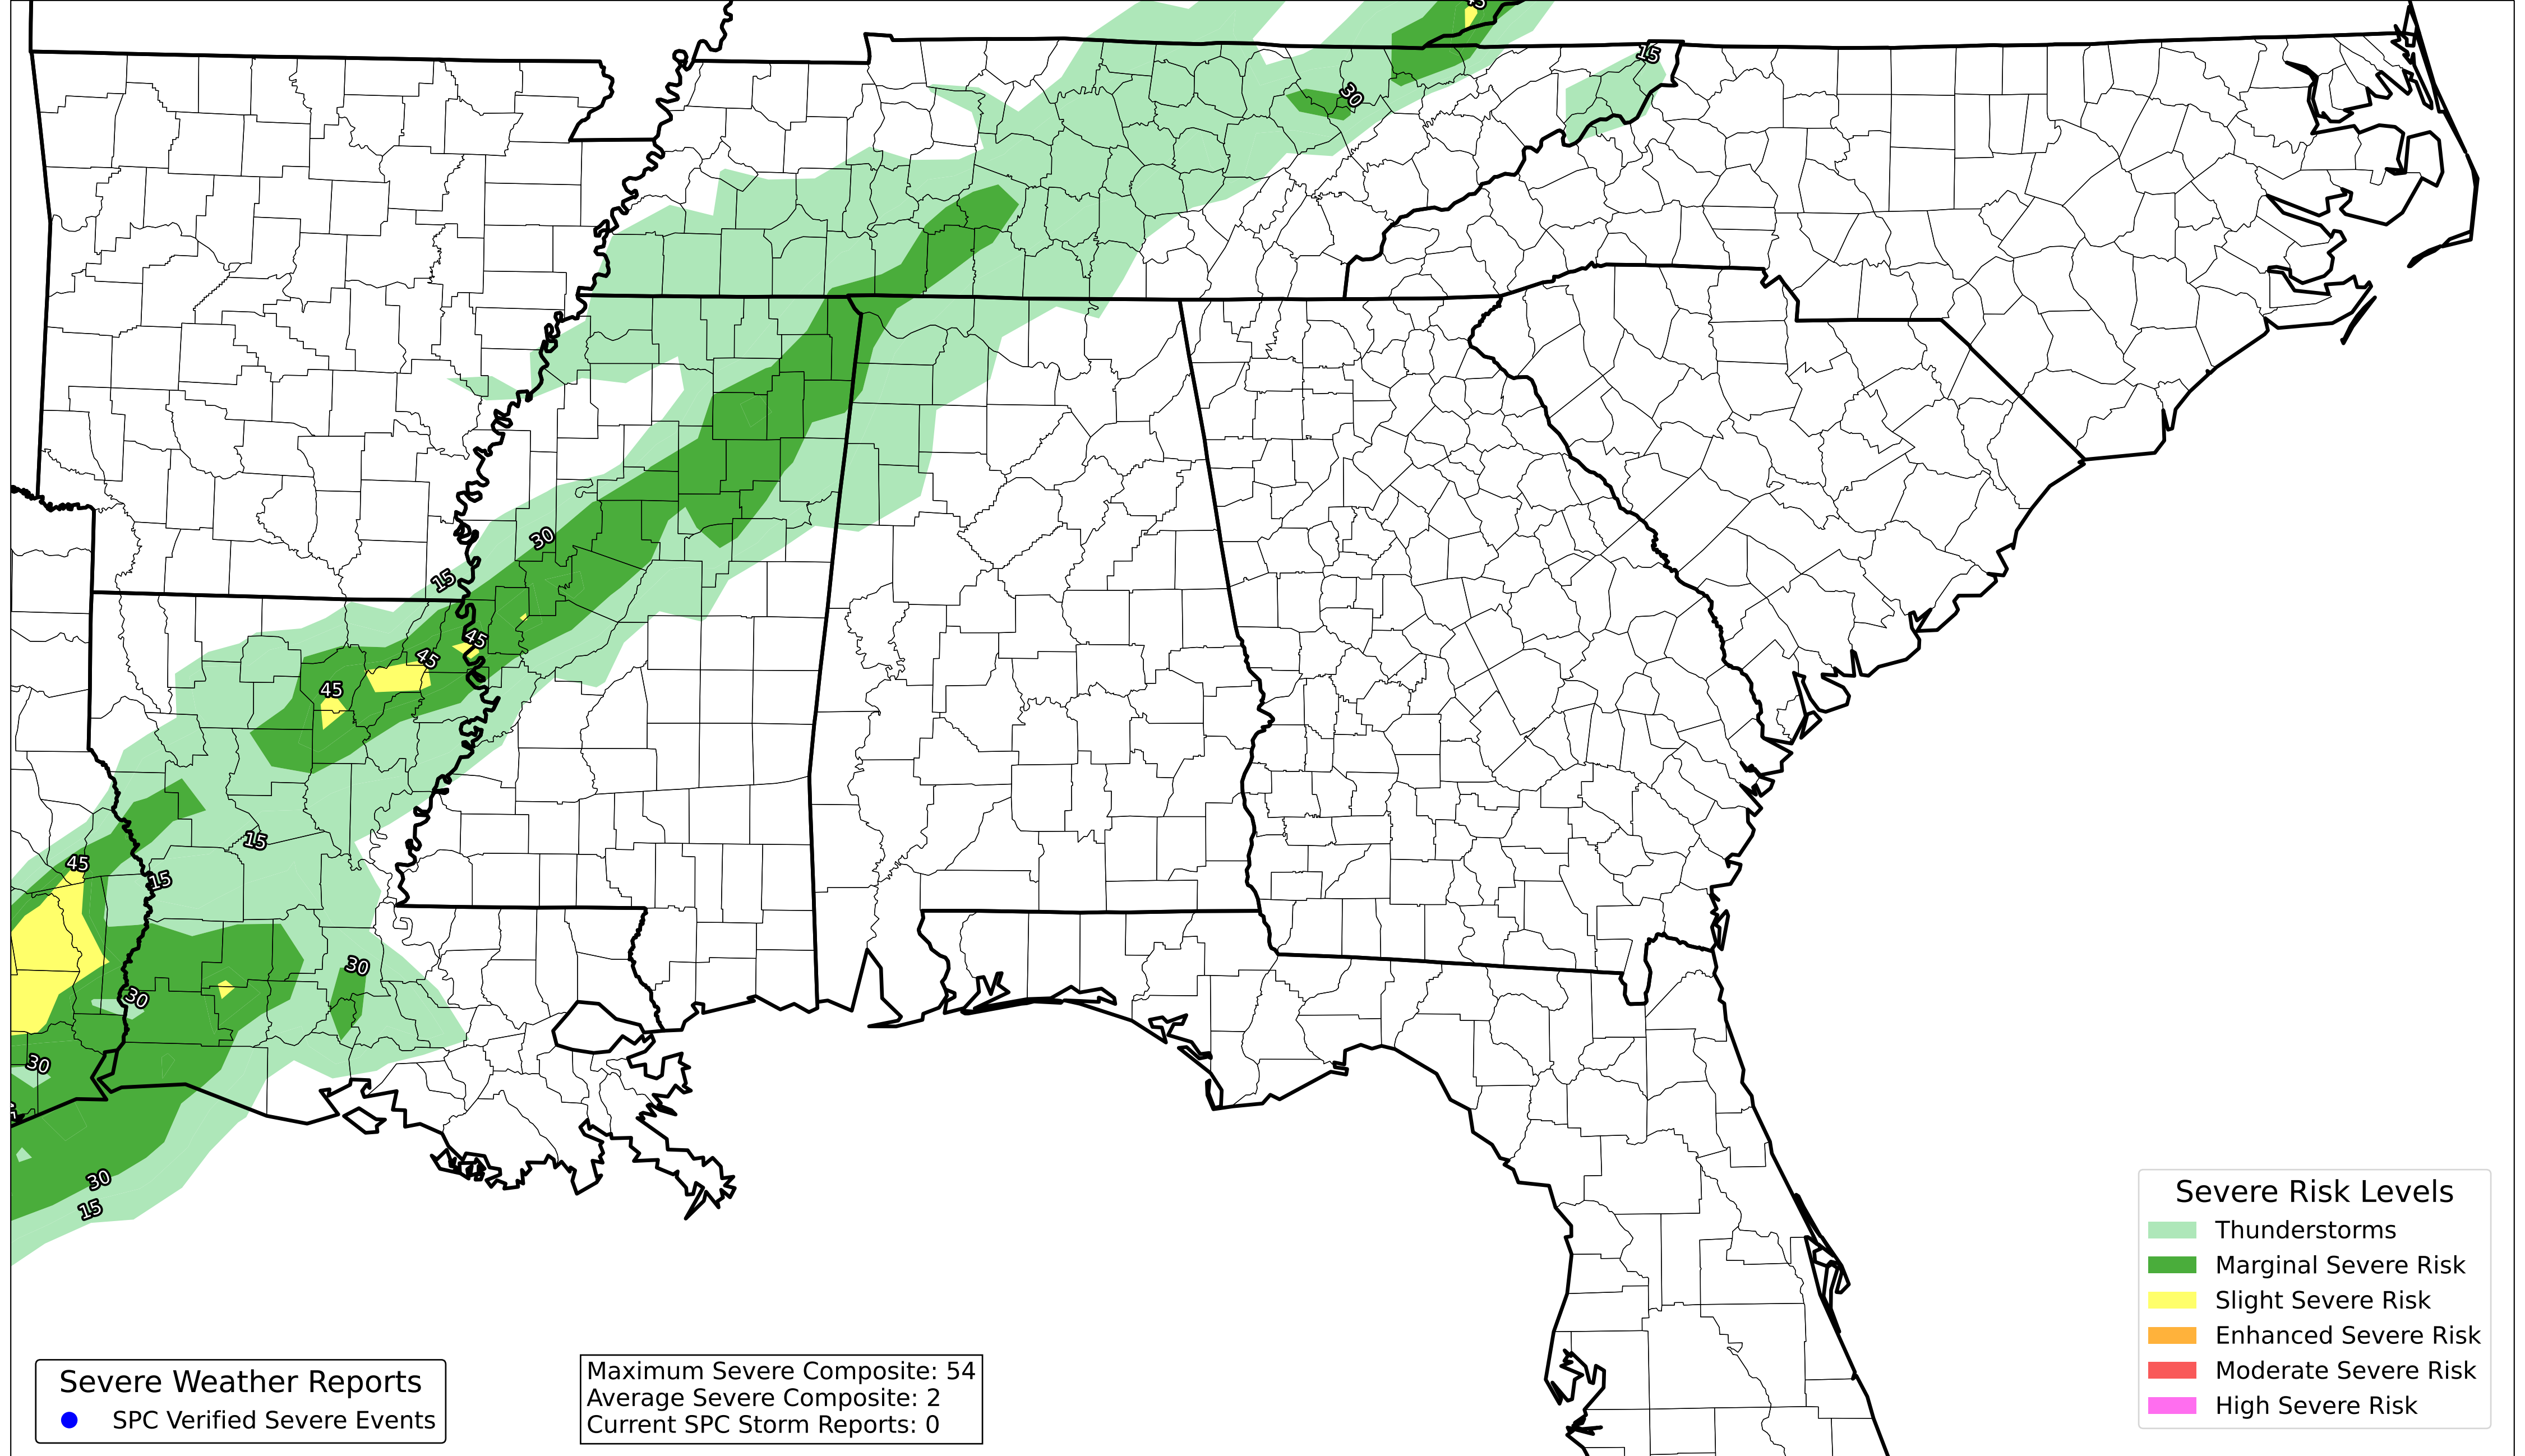 45
15
30
30
15
45
45
45
15
45
15
30
30
30
30
15
Severe Risk Levels
Thunderstorms
Marginal Severe Risk
Slight Severe Risk
Enhanced Severe Risk
Moderate Severe Risk
High Severe Risk
Severe Weather Reports
SPC Verified Severe Events
Maximum Severe Composite: 54
Average Severe Composite: 2
Current SPC Storm Reports: 0